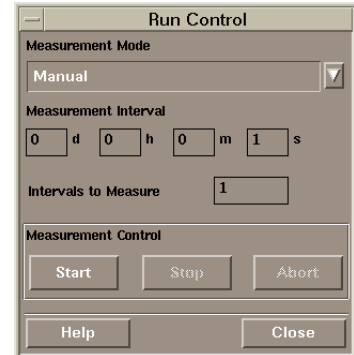 Run Control
Measurement Mode
Manual
Measurement Interval
0 d 0 h 0 m 1 s
Intervals to Measure 1
Measurement Control
Start Stop Abort
Help Close